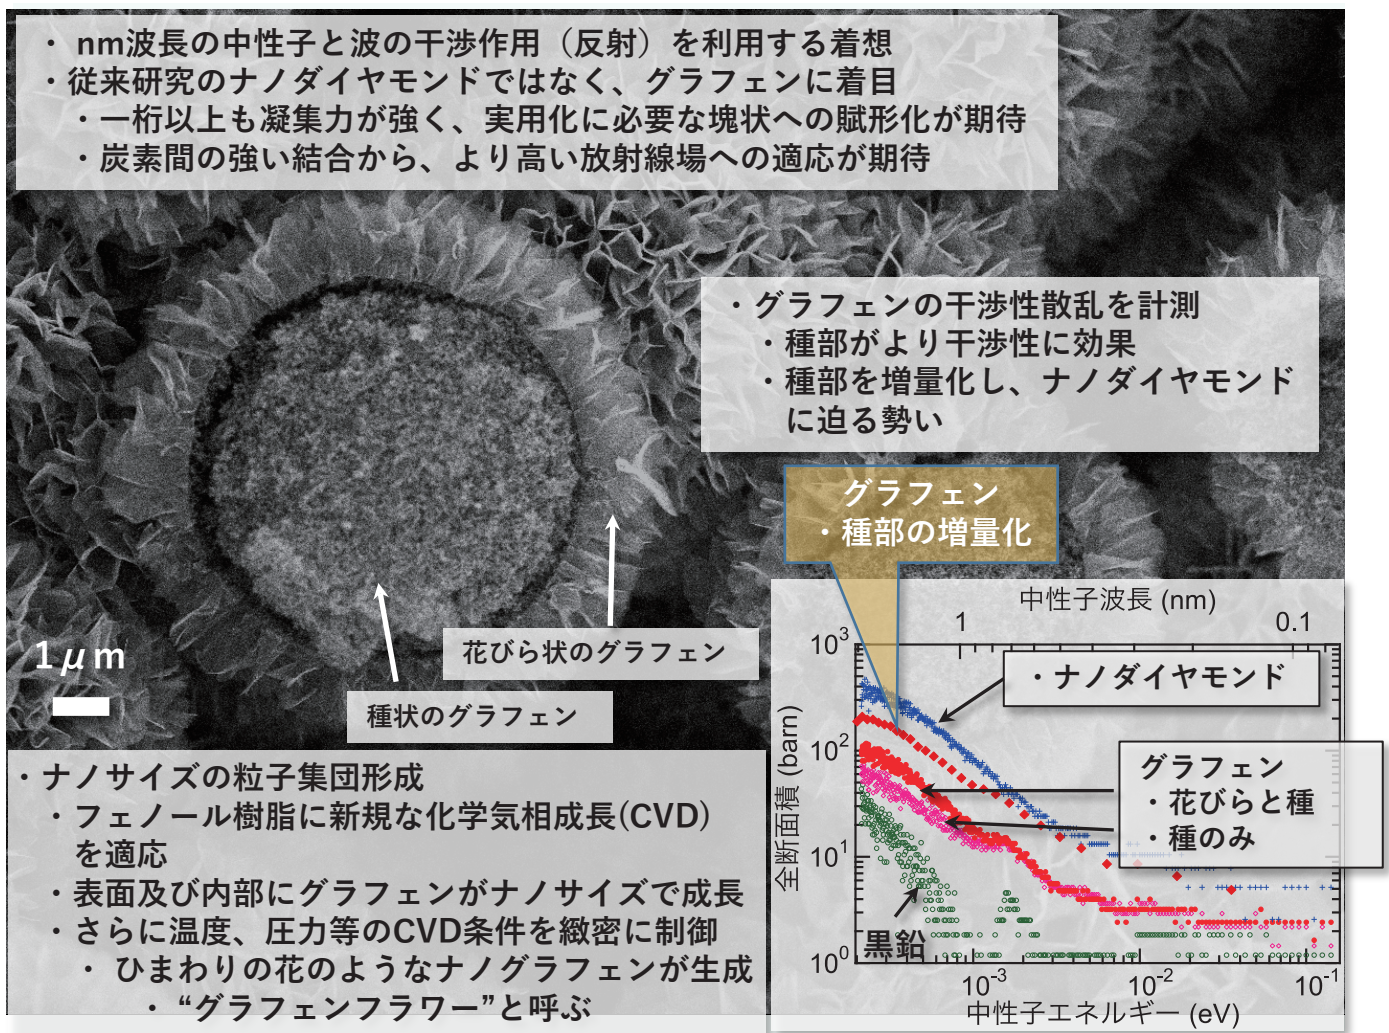 ・ nm波長の中性子と波の干渉作用（反射）を利用する着想
・従来研究のナノダイヤモンドではなく、グラフェンに着目
・一桁以上も凝集力が強く、実用化に必要な塊状への賦形化が期待
・炭素間の強い結合から、より高い放射線場への適応が期待
・グラフェンの干渉性散乱を計測
・種部がより干渉性に効果
・種部を増量化し、ナノダイヤモンド
に迫る勢い
グラフェン
・種部の増量化
花びら状のグラフェン
種状のグラフェン
1μm
・ナノサイズの粒子集団形成
・フェノール樹脂に新規な化学気相成長(CVD)
を適応
・表面及び内部にグラフェンがナノサイズで成長
・さらに温度、圧力等のCVD条件を緻密に制御
・ ひまわりの花のようなナノグラフェンが生成
・ “グラフェンフラワー”と呼ぶ
中性子波長 (nm)
1 0.1
・ナノダイヤモンド
グラフェン
・花びらと種
・種のみ
黒鉛
全断面積 (barn)
10³
10²
10¹
10⁰
10⁻³ 10⁻² 10⁻¹
中性子エネルギー (eV)